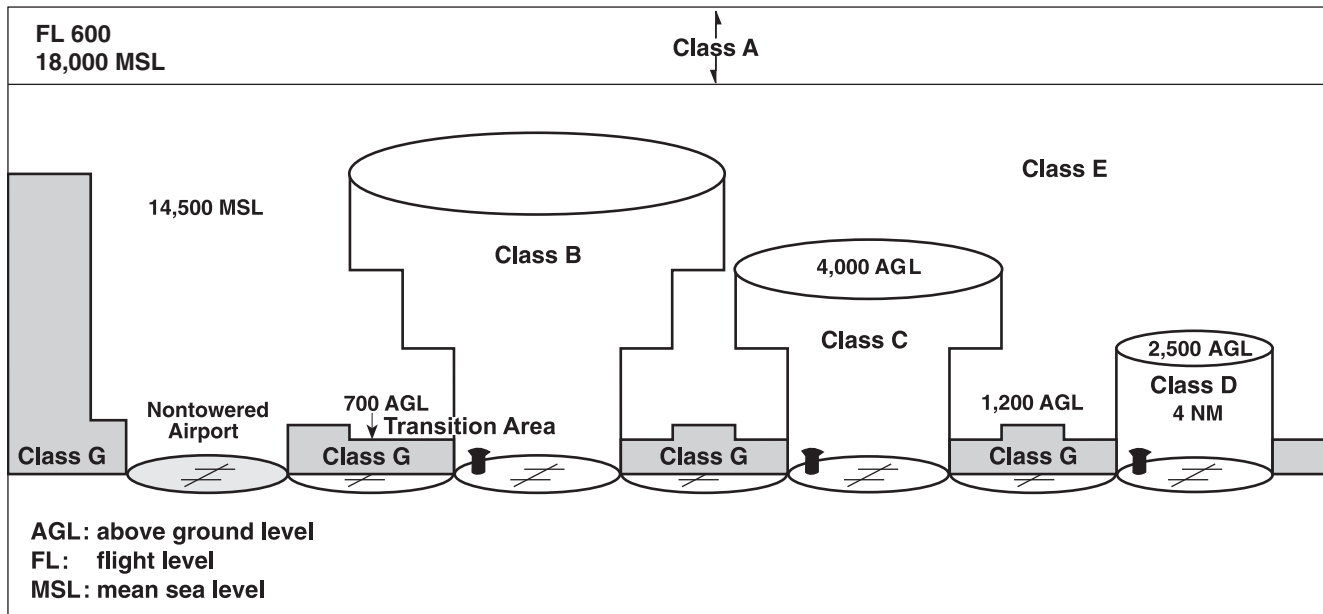 FL 600
18,000 MSL
Class A
Class E
14,500 MSL
Class B
4,000 AGL
Class C
2,500 AGL
Class D
4 NM
700 AGL
1,200 AGL
Nontowered
Airport
Transition Area
Class G
Class G
Class G
Class G
AGL: above ground level
FL: flight level
MSL: mean sea level